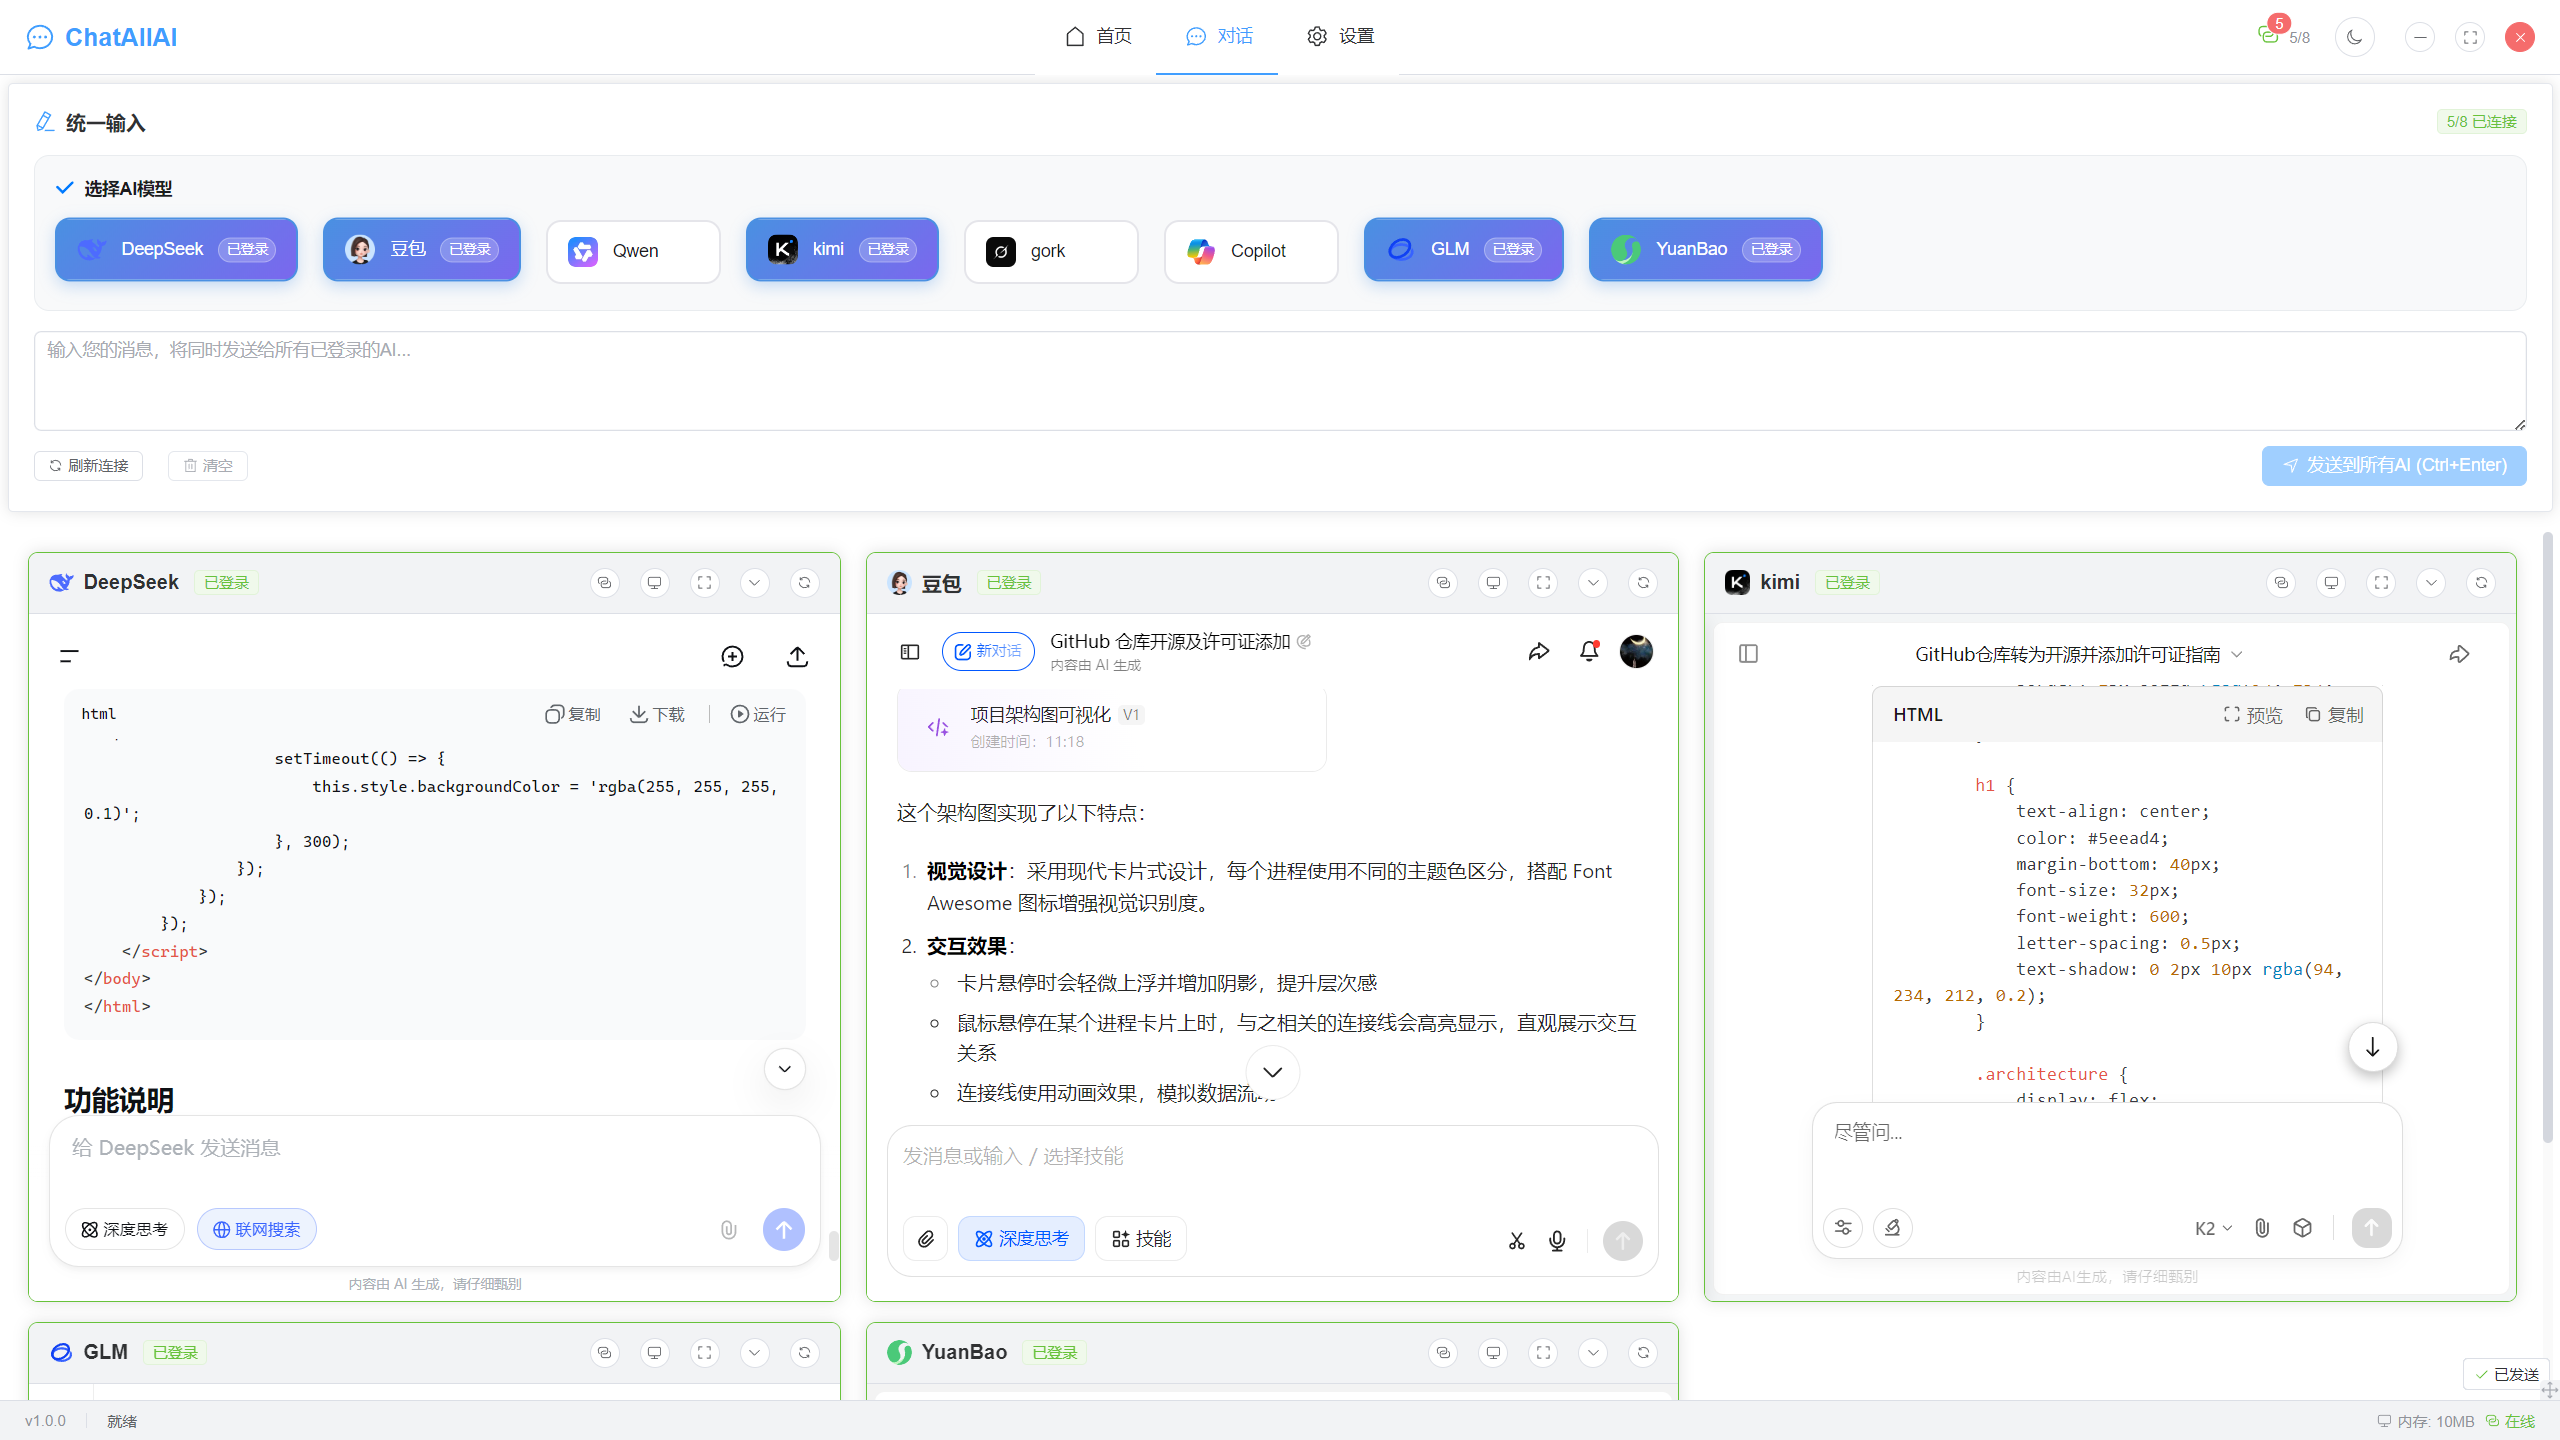 ChatAllAI
首页
对话
设置
5
5/8
统一输入
5/8 已连接
选择AI模型
DeepSeek 已登录
豆包 已登录
Qwen
kimi 已登录
gork
Copilot
GLM 已登录
YuanBao 已登录
输入您的消息，将同时发送给所有已登录的AI...
刷新连接
清空
发送到所有AI (Ctrl+Enter)
DeepSeek 已登录
html
复制
下载
运行
setTimeout(() => {
this.style.backgroundColor = 'rgba(255, 255, 255,
0.1)';
}, 300);
});
});
});
</script>
</body>
</html>
功能说明
给 DeepSeek 发送消息
深度思考
联网搜索
内容由 AI 生成，请仔细甄别
豆包 已登录
新对话
GitHub 仓库开源及许可证添加
内容由 AI 生成
项目架构图可视化 V1
创建时间：11:18
这个架构图实现了以下特点：
1. 视觉设计：采用现代卡片式设计，每个进程使用不同的主题色区分，搭配 Font
Awesome 图标增强视觉识别度。
2. 交互效果：
卡片悬停时会轻微上浮并增加阴影，提升层次感
鼠标悬停在某个进程卡片上时，与之相关的连接线会高亮显示，直观展示交互
关系
连接线使用动画效果，模拟数据流
发消息或输入 / 选择技能
深度思考
技能
kimi 已登录
GitHub仓库转为开源并添加许可证指南
HTML
预览
复制
h1 {
text-align: center;
color: #5eead4;
margin-bottom: 40px;
font-size: 32px;
font-weight: 600;
letter-spacing: 0.5px;
text-shadow: 0 2px 10px rgba(94,
234, 212, 0.2);
}
.architecture {
display: flex;
尽管问...
K2
内容由AI生成，请仔细甄别
GLM 已登录
YuanBao 已登录
已发送
v1.0.0
就绪
内存: 10MB
在线